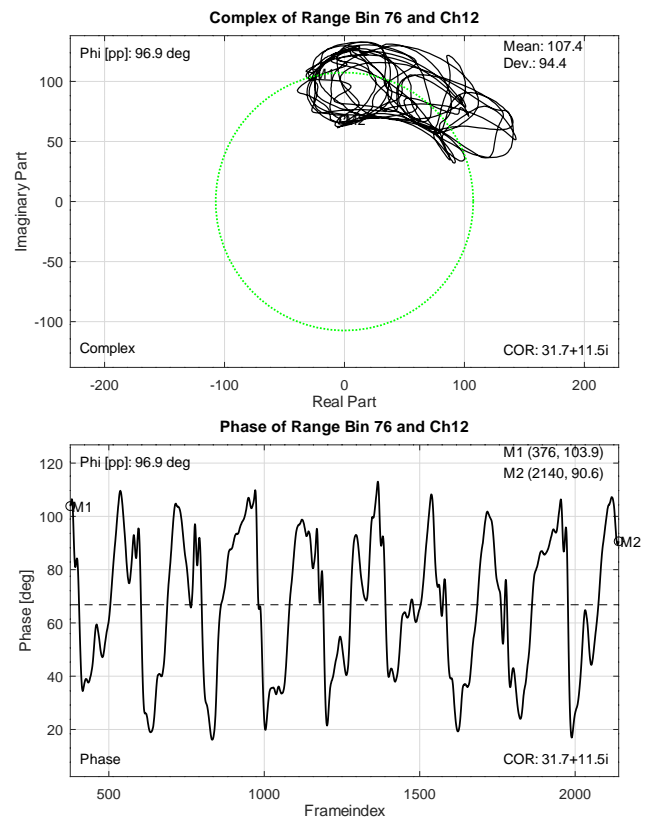 Complex of Range Bin 76 and Ch12
Phi [pp]: 96.9 deg
Mean: 107.4
Dev.: 94.4
M1
M2
100
50
0
-50
-100
Imaginary Part
Complex
COR: 31.7+11.5i
-200
-100
0
100
200
Real Part
Phase of Range Bin 76 and Ch12
Phi [pp]: 96.9 deg
M1 (376, 103.9)
M2 (2140, 90.6)
M1
M2
120
100
80
60
40
20
Phase [deg]
Phase
COR: 31.7+11.5i
500
1000
1500
2000
Frameindex